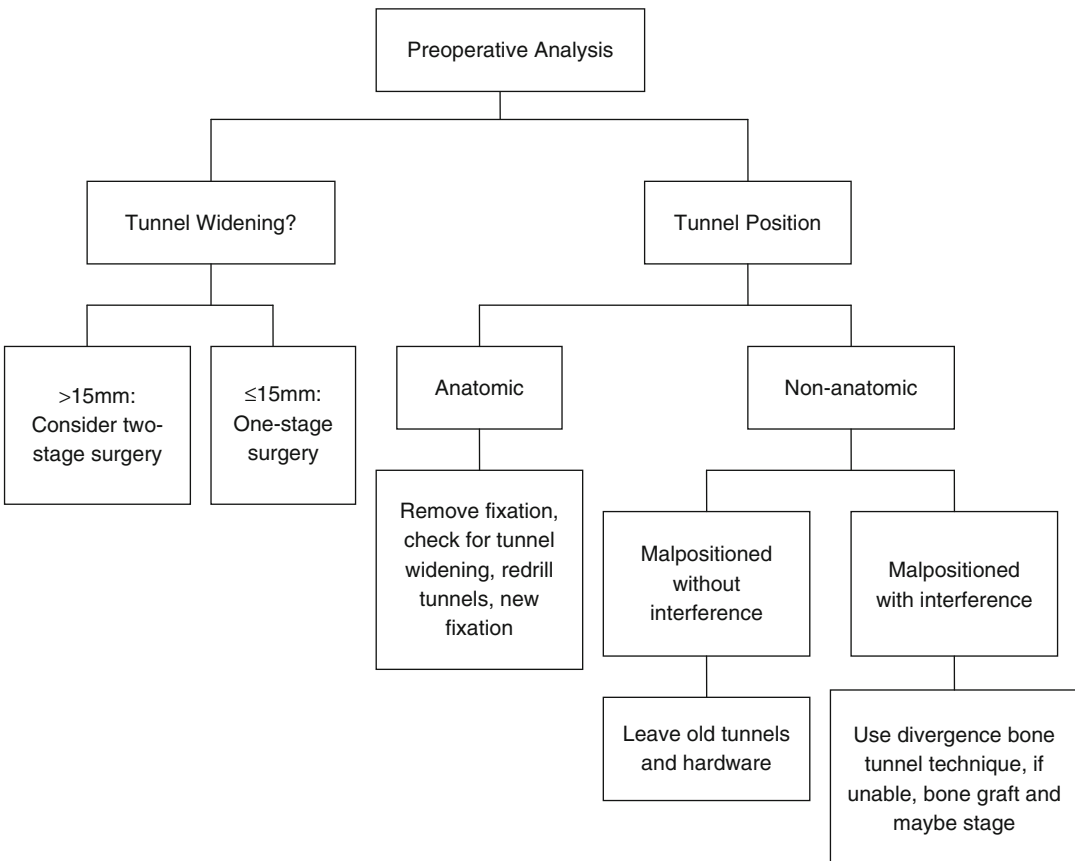 Preoperative Analysis
Tunnel Widening?
Tunnel Position
>15mm:
Consider two-
stage surgery
≤15mm:
One-stage
surgery
Anatomic
Non-anatomic
Remove fixation,
check for tunnel
widening, redrill
tunnels, new
fixation
Malpositioned
without
interference
Malpositioned
with interference
Leave old tunnels
and hardware
Use divergence bone
tunnel technique, if
unable, bone graft and
maybe stage